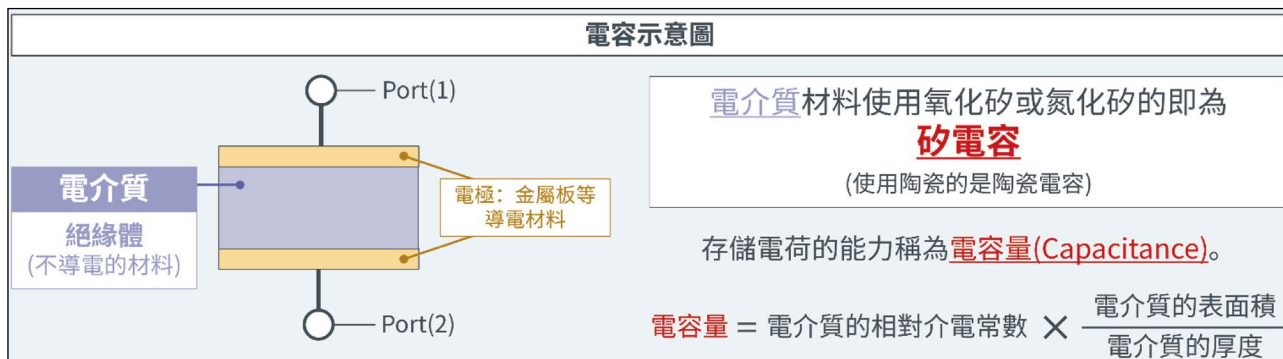 電容示意圖
Port(1)
電介質
絕緣體
(不導電的材料)
電極：金屬板等
導電材料
Port(2)
電介質材料使用氧化矽或氮化矽的即為
矽電容
(使用陶瓷的是陶瓷電容)
存儲電荷的能力稱為電容量(Capacitance)。
電容量 = 電介質的相對介電常數 × 電介質的表面積
電介質的厚度